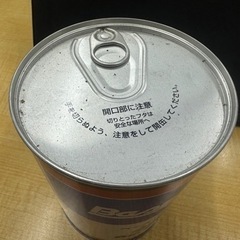 開口部に注意
切りとったフタは
安全な場所へ
手を切らぬよう、注意をして開缶してください。